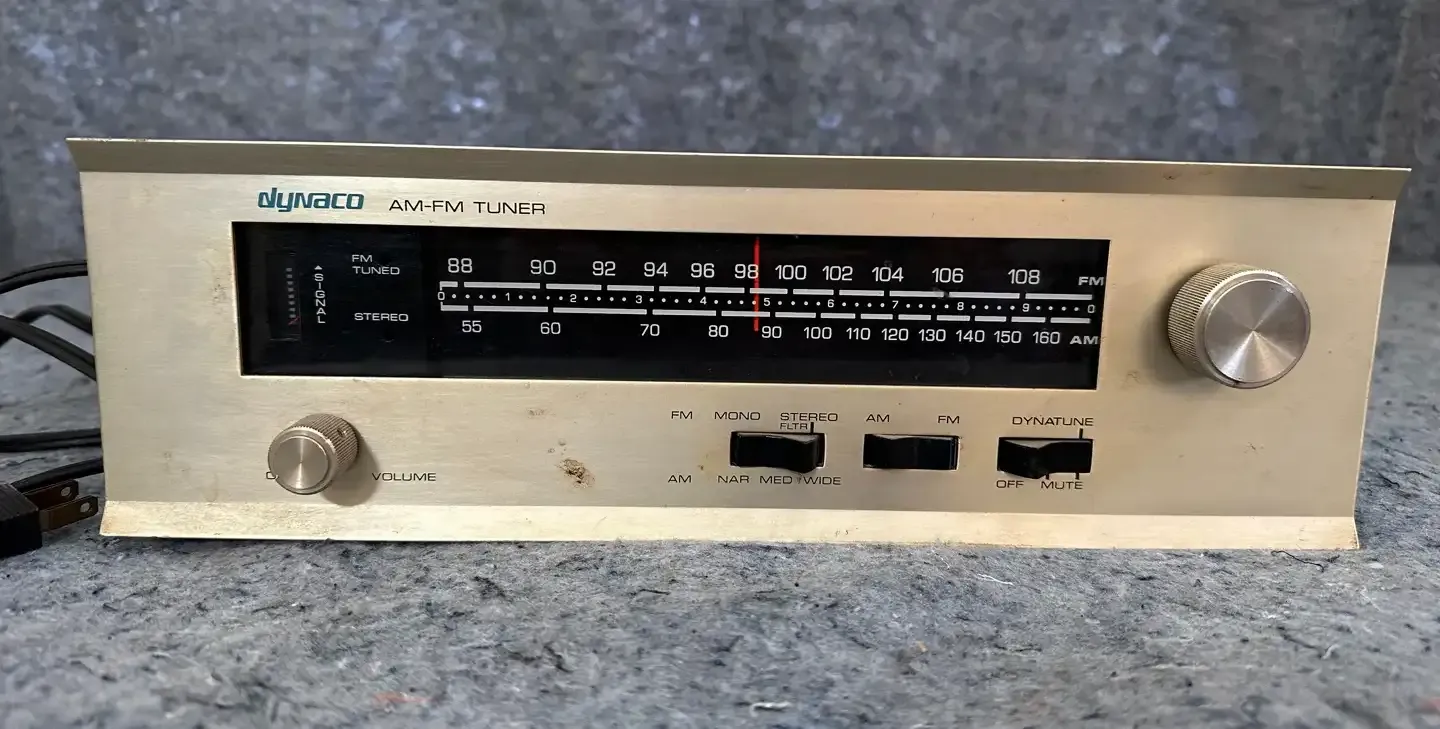 dynaco AM-FM TUNER
FM
TUNED
SIGNAL
STEREO
88 90 92 94 96 98 100 102 104 106 108 FM
0 1 2 3 4 5 6 7 8 9 0
55 60 70 80 90 100 110 120 130 140 150 160 AM
VOLUME
FM MONO STEREO
FLTR
AM NAR MED WIDE
AM FM
DYNATUNE
OFF MUTE